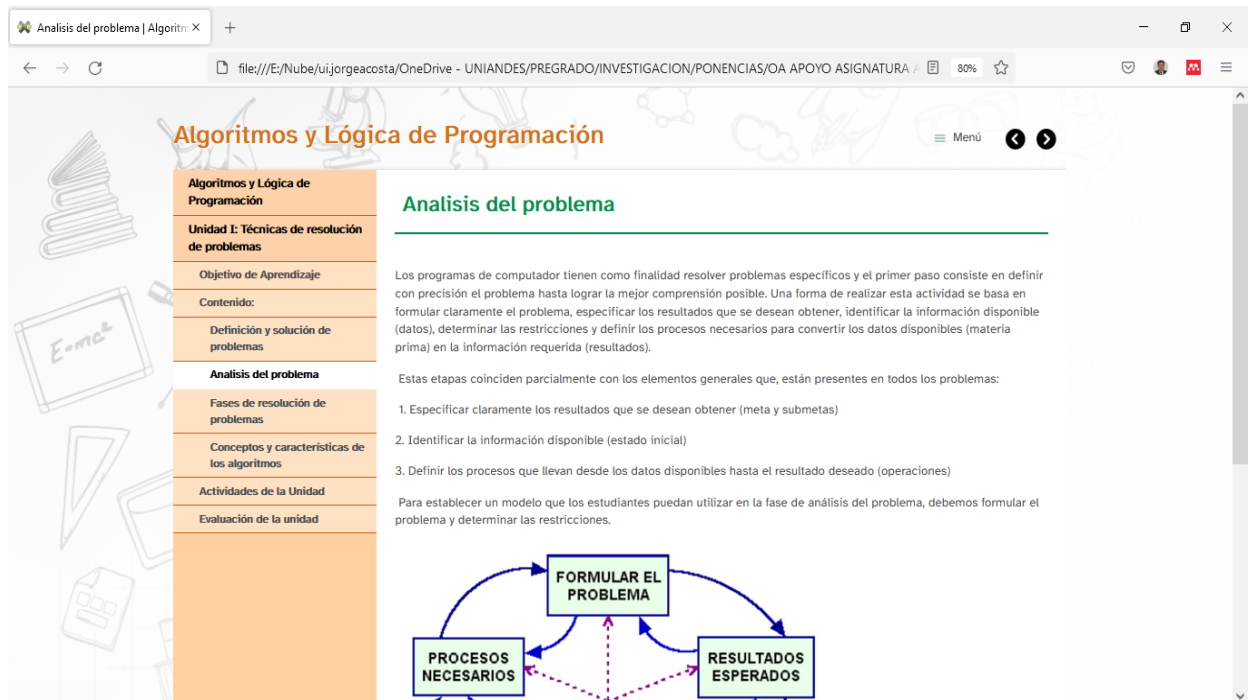 Analisis del problema | Algoritm
file:///E:/Nube/ui.jorgeacosta/OneDrive - UNIANDES/PREGRADO/INVESTIGACION/PONENCIAS/OA APOYO ASIGNATURA A
80%
Algoritmos y Lógica de Programación
Menú
Algoritmos y Lógica de
Programación
Unidad I: Técnicas de resolución
de problemas
Objetivo de Aprendizaje
Contenido:
Definición y solución de
problemas
Analisis del problema
Fases de resolución de
problemas
Conceptos y características de
los algoritmos
Actividades de la Unidad
Evaluación de la unidad
E=mc²
Analisis del problema
Los programas de computador tienen como finalidad resolver problemas específicos y el primer paso consiste en definir
con precisión el problema hasta lograr la mejor comprensión posible. Una forma de realizar esta actividad se basa en
formular claramente el problema, especificar los resultados que se desean obtener, identificar la información disponible
(datos), determinar las restricciones y definir los procesos necesarios para convertir los datos disponibles (materia
prima) en la información requerida (resultados).
Estas etapas coinciden parcialmente con los elementos generales que, están presentes en todos los problemas:
1. Especificar claramente los resultados que se desean obtener (meta y submetas)
2. Identificar la información disponible (estado inicial)
3. Definir los procesos que llevan desde los datos disponibles hasta el resultado deseado (operaciones)
Para establecer un modelo que los estudiantes puedan utilizar en la fase de análisis del problema, debemos formular el
problema y determinar las restricciones.
FORMULAR EL
PROBLEMA
PROCESOS
NECESARIOS
RESULTADOS
ESPERADOS